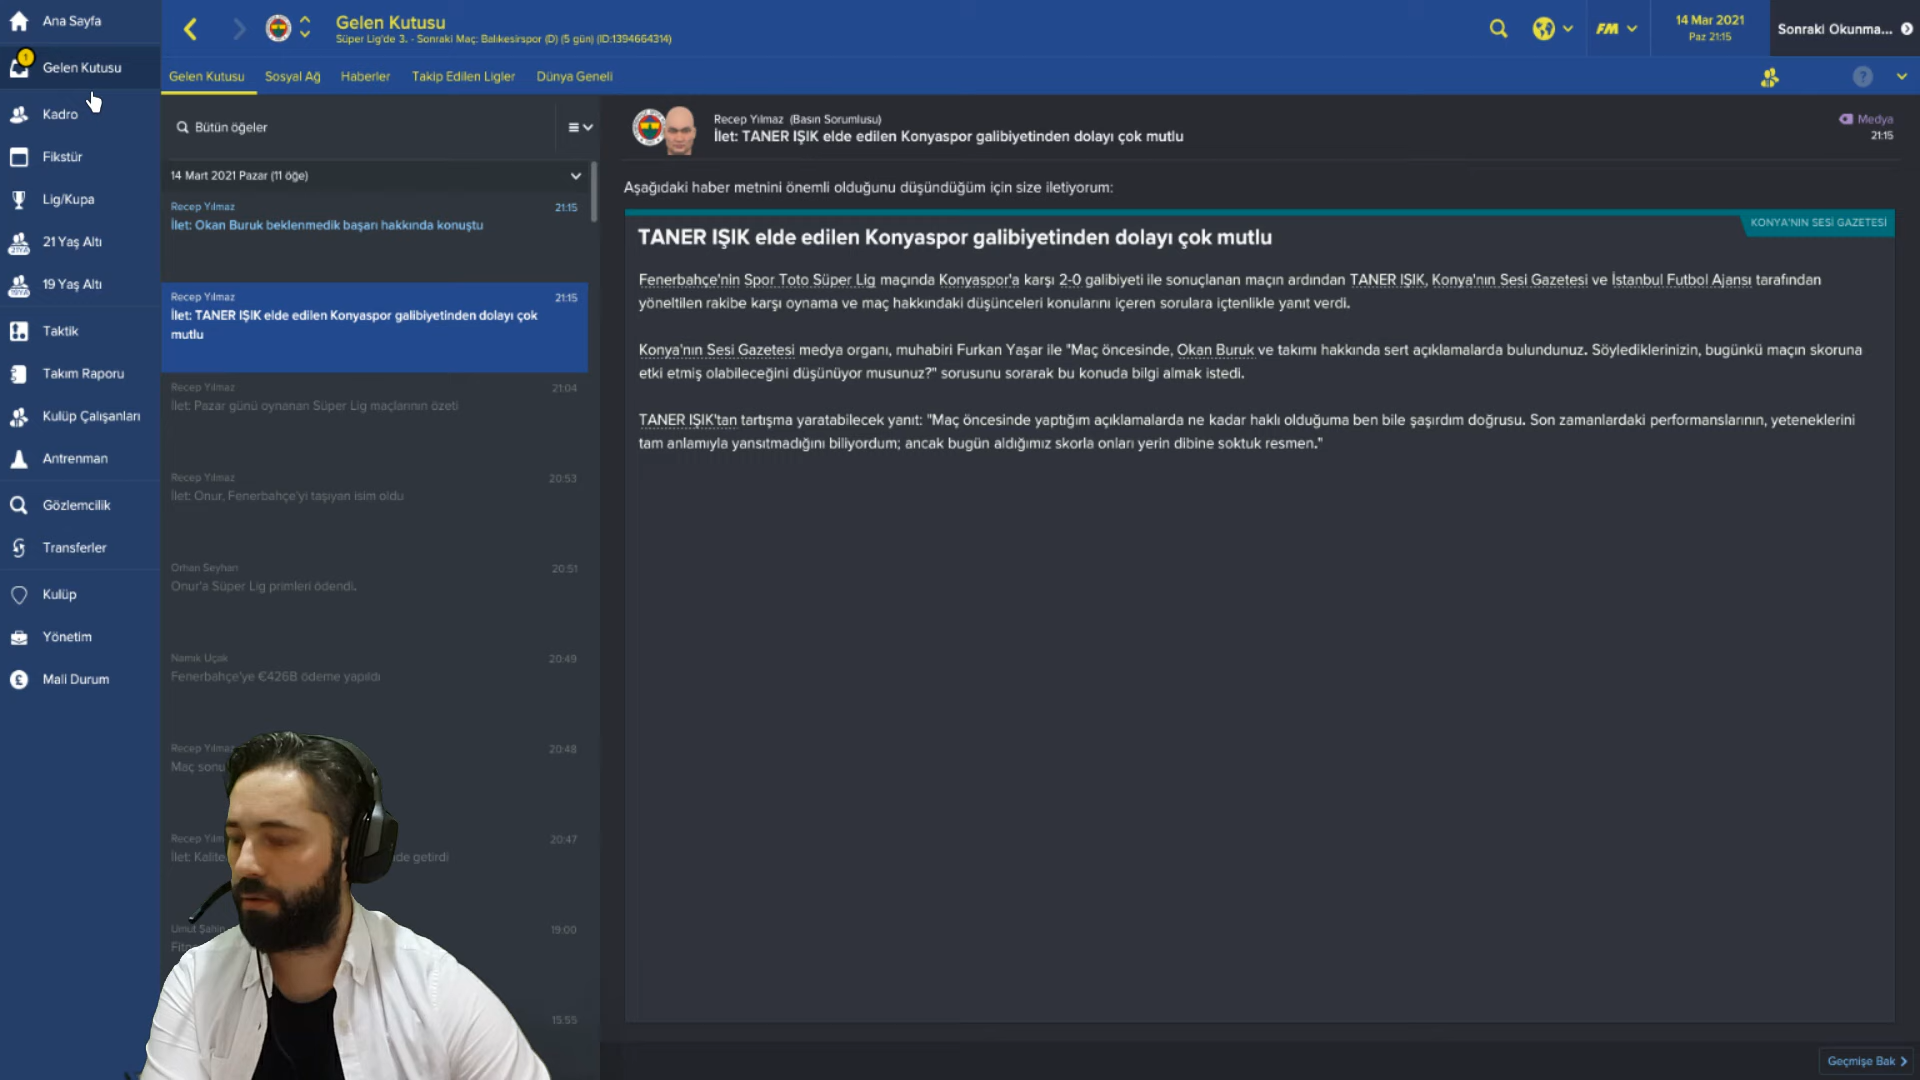 Ana Sayfa
1
Gelen Kutusu
Kadro
Fikstür
Lig/Kupa
21 Yaş Altı
19 Yaş Altı
Taktik
Takım Raporu
Kulüp Çalışanları
Antrenman
Gözlemcilik
Transferler
Kulüp
Yönetim
Mali Durum
Gelen Kutusu
Süper Lig'de 3. - Sonraki Maç: Balıkesirspor (D) (5 gün) (ID:1394664314)
FM
14 Mar 2021
Paz 21:15
Sonraki Okunma...
Gelen Kutusu Sosyal Ağ Haberler Takip Edilen Ligler Dünya Geneli
Bütün öğeler
14 Mart 2021 Pazar (11 öğe)
Recep Yılmaz 21:15
İlet: Okan Buruk beklenmedik başarı hakkında konuştu
Recep Yılmaz 21:15
İlet: TANER IŞIK elde edilen Konyaspor galibiyetinden dolayı çok
mutlu
Recep Yılmaz 21:04
İlet: Pazar günü oynanan Süper Lig maçlarının özeti
Recep Yılmaz 20:53
İlet: Onur, Fenerbahçe'yi taşıyan isim oldu
Orhan Seyhan 20:51
Onur'a Süper Lig primleri ödendi.
Namık Uçak 20:49
Fenerbahçe'ye €426B ödeme yapıldı
Recep Yılmaz 20:48
Maç sonu
Recep Yılm 20:47
İlet: Kalite de getirdi
Umut Şahin 19:00
Fitn
15:55
Recep Yılmaz (Basın Sorumlusu)
İlet: TANER IŞIK elde edilen Konyaspor galibiyetinden dolayı çok mutlu
Medya
21:15
Aşağıdaki haber metnini önemli olduğunu düşündüğüm için size iletiyorum:
KONYA'NIN SESİ GAZETESİ
TANER IŞIK elde edilen Konyaspor galibiyetinden dolayı çok mutlu
Fenerbahçe'nin Spor Toto Süper Lig maçında Konyaspor'a karşı 2-0 galibiyeti ile sonuçlanan maçın ardından TANER IŞIK, Konya'nın Sesi Gazetesi ve İstanbul Futbol Ajansı tarafından
yöneltilen rakibe karşı oynama ve maç hakkındaki düşünceleri konularını içeren sorulara içtenlikle yanıt verdi.
Konya'nın Sesi Gazetesi medya organı, muhabiri Furkan Yaşar ile "Maç öncesinde, Okan Buruk ve takımı hakkında sert açıklamalarda bulundunuz. Söylediklerinizin, bugünkü maçın skoruna
etki etmiş olabileceğini düşünüyor musunuz?" sorusunu sorarak bu konuda bilgi almak istedi.
TANER IŞIK'tan tartışma yaratabilecek yanıt: "Maç öncesinde yaptığım açıklamalarda ne kadar haklı olduğuma ben bile şaşırdım doğrusu. Son zamanlardaki performanslarının, yeteneklerini
tam anlamıyla yansıtmadığını biliyordum; ancak bugün aldığımız skorla onları yerin dibine soktuk resmen."
Geçmişe Bak